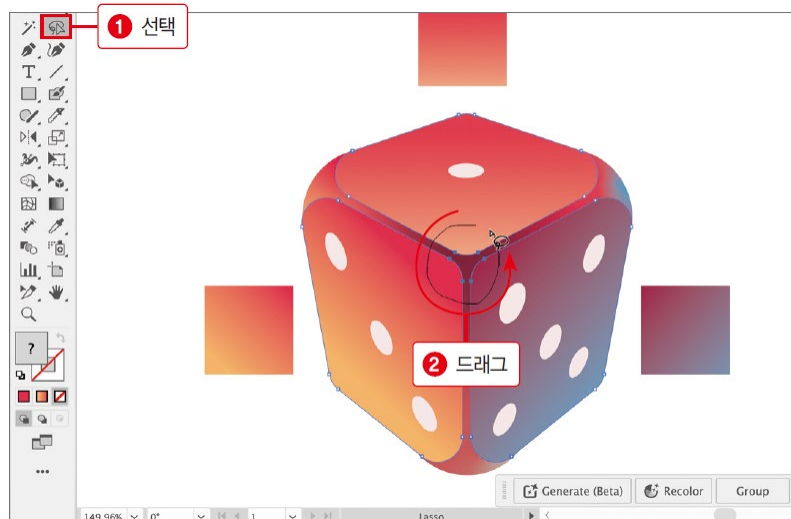 1 선택
2 드래그
Generate (Beta) Recolor Group
149.96% 0° 1 Lasso